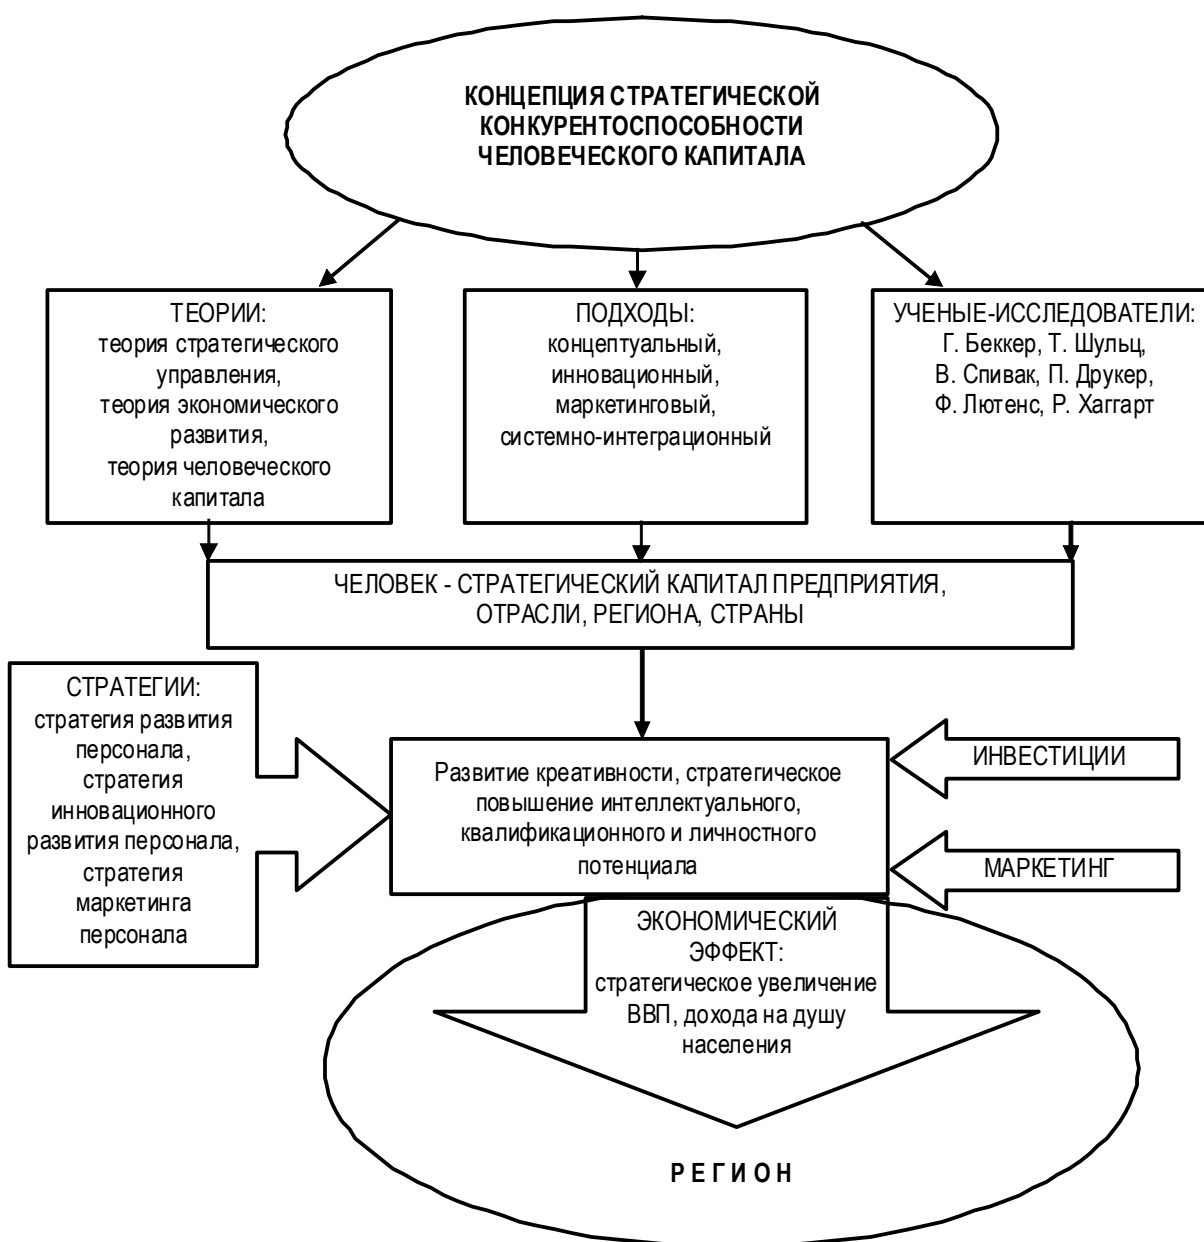 КОНЦЕПЦИЯ СТРАТЕГИЧЕСКОЙ
КОНКУРЕНТОСПОСОБНОСТИ
ЧЕЛОВЕЧЕСКОГО КАПИТАЛА
ТЕОРИИ:
теория стратегического
управления,
теория экономического
развития,
теория человеческого
капитала
ПОДХОДЫ:
концептуальный,
инновационный,
маркетинговый,
системно-интеграционный
УЧЕНЫЕ-ИССЛЕДОВАТЕЛИ:
Г. Беккер, Т. Шульц,
В. Спивак, П. Друкер,
Ф. Лютенс, Р. Хаггарт
ЧЕЛОВЕК - СТРАТЕГИЧЕСКИЙ КАПИТАЛ ПРЕДПРИЯТИЯ,
ОТРАСЛИ, РЕГИОНА, СТРАНЫ
СТРАТЕГИИ:
стратегия развития
персонала,
стратегия
инновационного
развития персонала,
стратегия
маркетинга
персонала
Развитие креативности, стратегическое
повышение интеллектуального,
квалификационного и личностного
потенциала
ИНВЕСТИЦИИ
МАРКЕТИНГ
ЭКОНОМИЧЕСКИЙ
ЭФФЕКТ:
стратегическое увеличение
ВВП, дохода на душу
населения
РЕГИОН